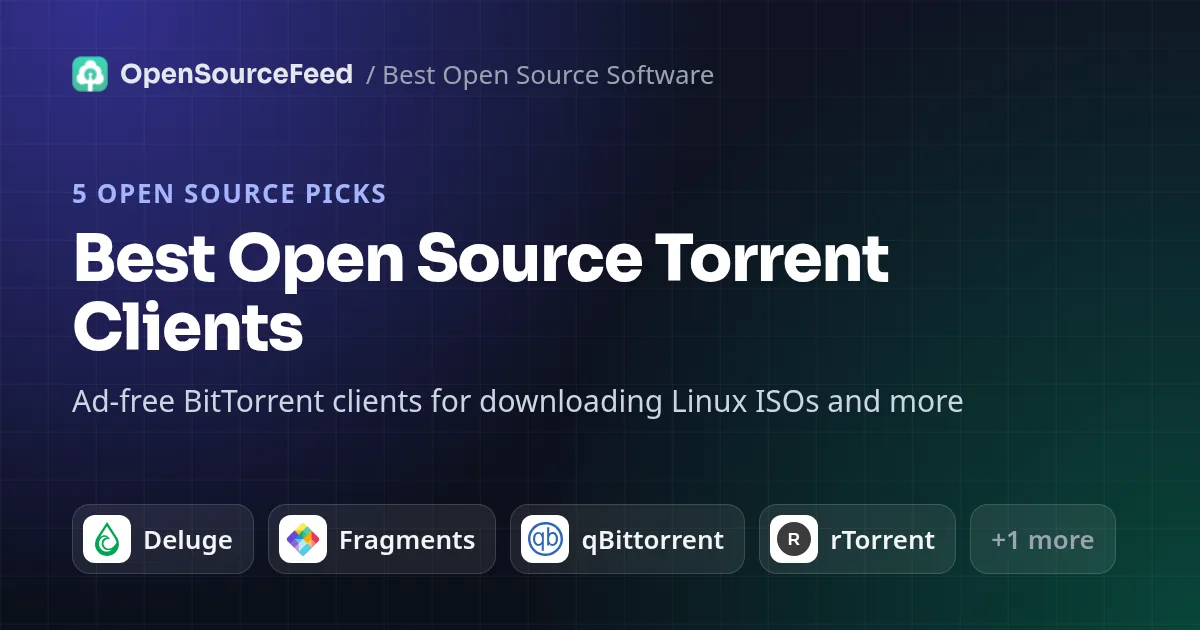 OpenSourceFeed / Best Open Source Software
5 OPEN SOURCE PICKS
Best Open Source Torrent
Clients
Ad-free BitTorrent clients for downloading Linux ISOs and more
Deluge Fragments qb qBittorrent R rTorrent +1 more